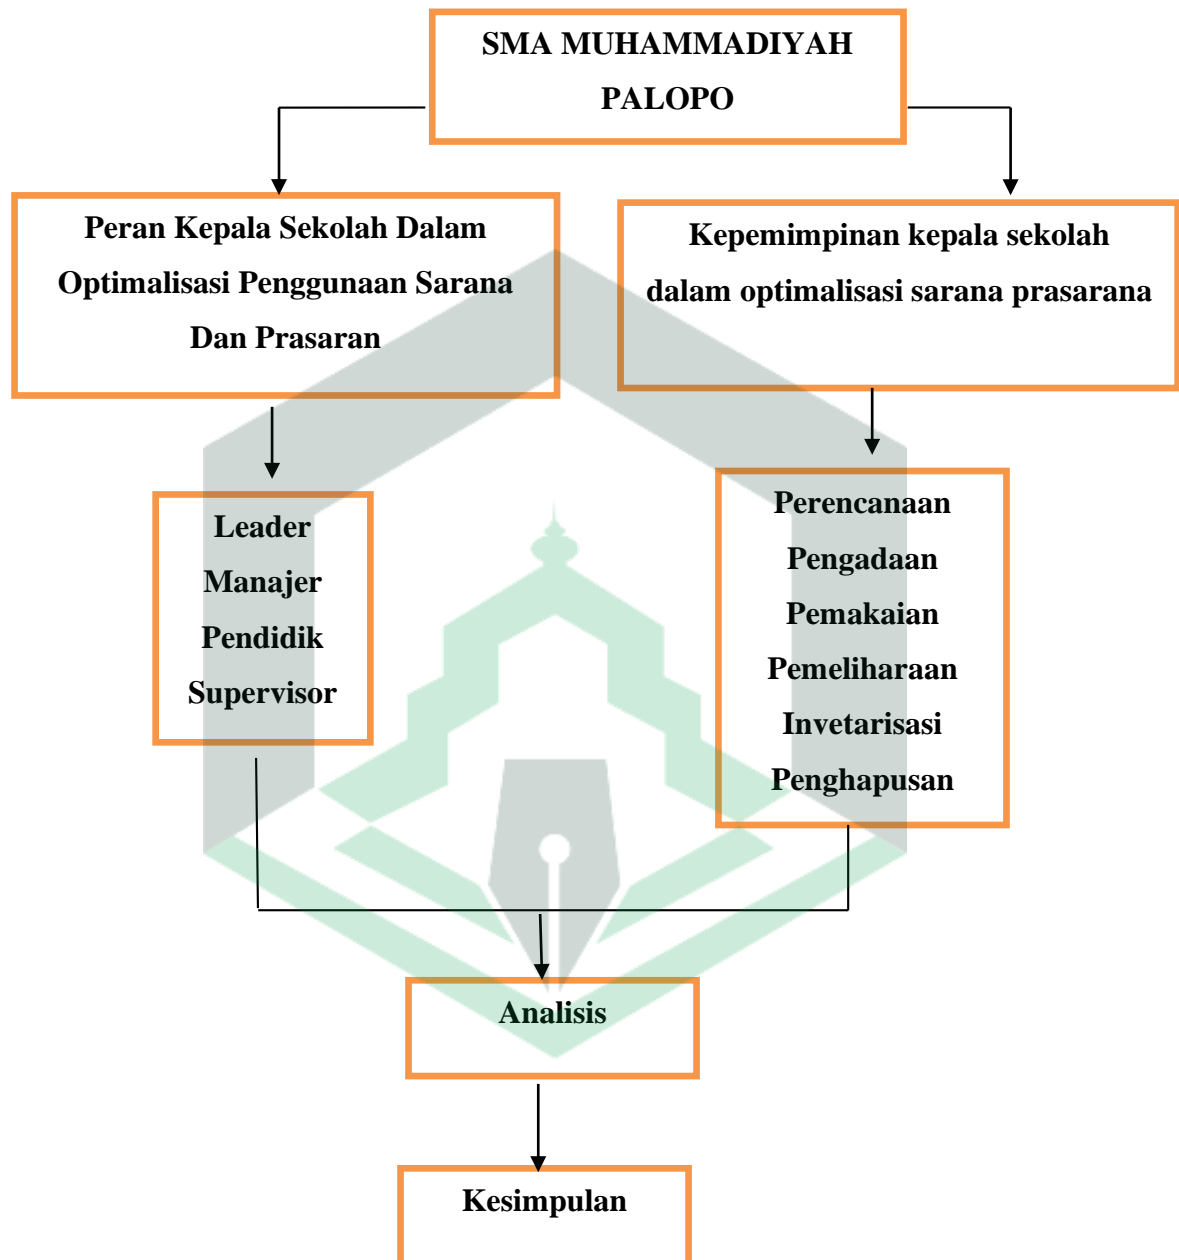 SMA MUHAMMADIYAH
PALOPO
Peran Kepala Sekolah Dalam
Optimalisasi Penggunaan Sarana
Dan Prasaran
Kepemimpinan kepala sekolah
dalam optimalisasi sarana prasarana
Leader
Manajer
Pendidik
Supervisor
Perencanaan
Pengadaan
Pemakaian
Pemeliharaan
Invetarisasi
Penghapusan
Analisis
Kesimpulan